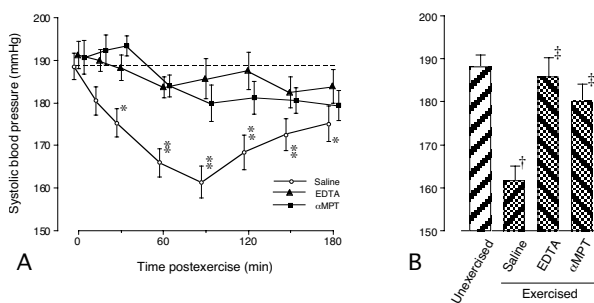 200
190
180
170
160
150
Systolic blood pressure (mmHg)
*
**
**
**
**
*
Saline
EDTA
αMPT
0
60
120
180
Time postexercise (min)
A
200
190
180
170
160
150
†
‡
‡
Unexercised
Saline
EDTA
αMPT
Exercised
B